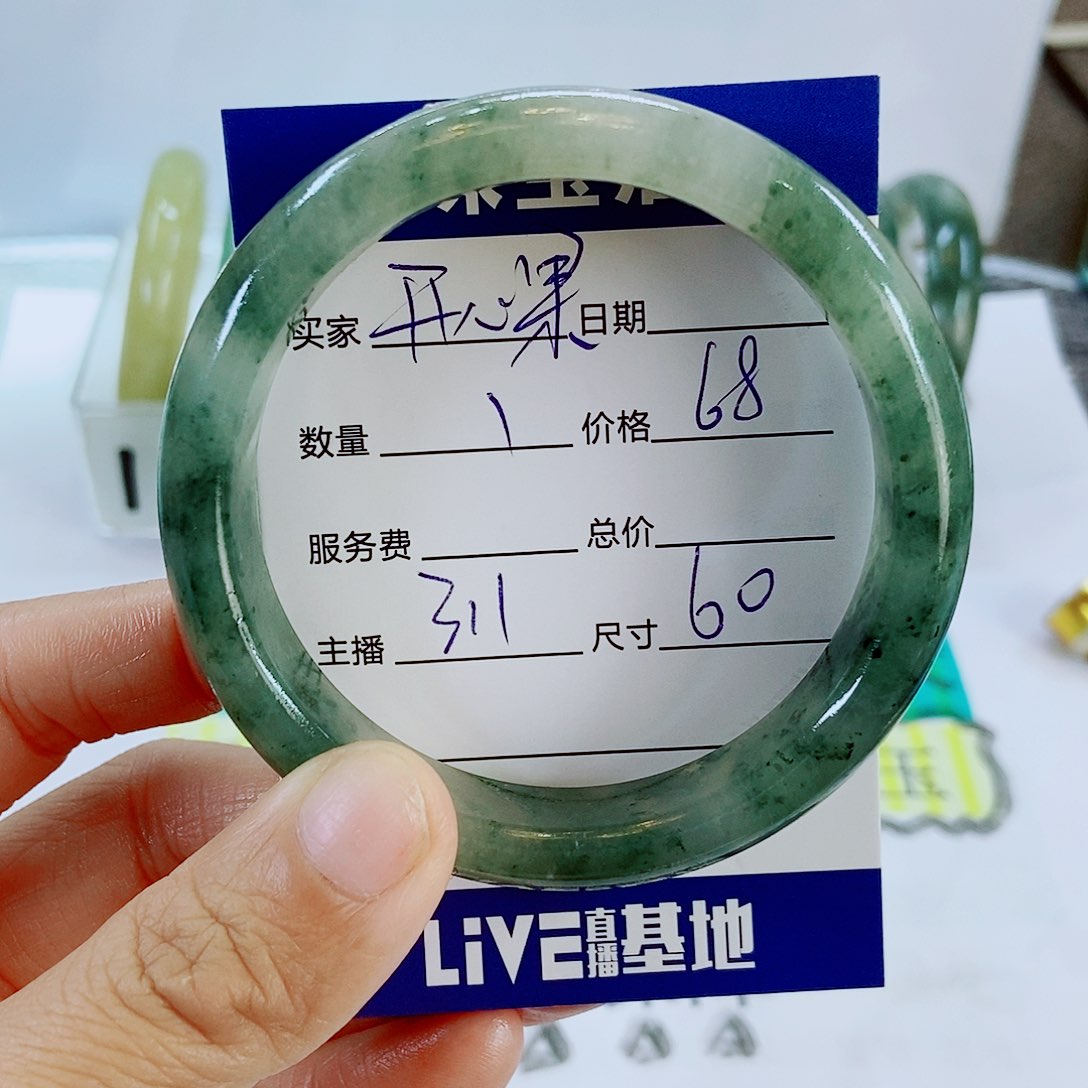 买家 开心果 日期
数量 1 价格 68
服务费 总价
主播 311 尺寸 60
LiVE直播基地
玉